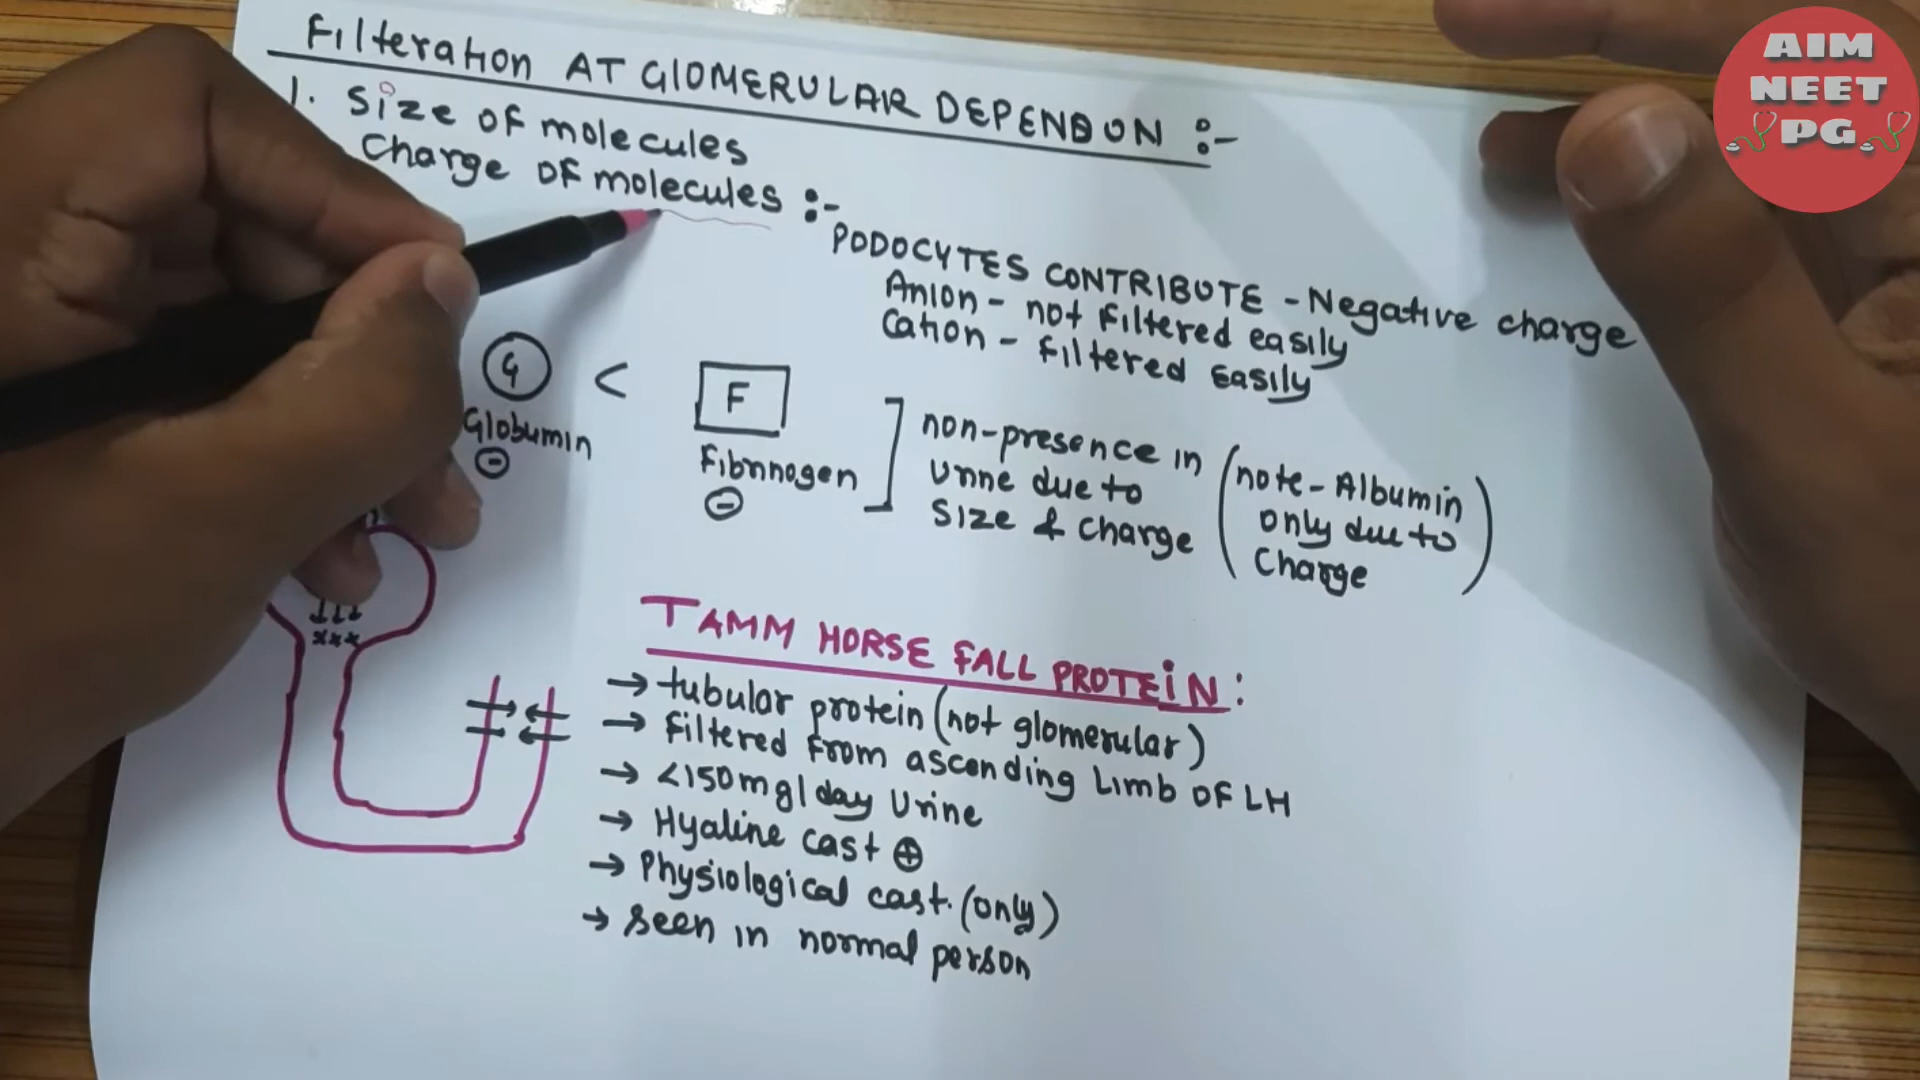 Filteration AT GLOMERULAR DEPEND ON :-
1. Size OF molecules
Charge OF molecules :-
PODOCYTES CONTRIBUTE - Negative charge
Anion - not Filtered easily
Cation - Filtered Easily
G < F
Globumin
Fibrinogen
non-presence in
Urine due to
Size & Charge
(note - Albumin
only due to
Charge)
TAMM HORSE FALL PROTEIN :
→ tubular protein (not glomerular)
→ Filtered From ascending Limb OF LH
→ <150mg/day Urine
→ Hyaline cast ⊕
→ Physiological cast. (only)
→ seen in normal person
AIM
NEET
PG